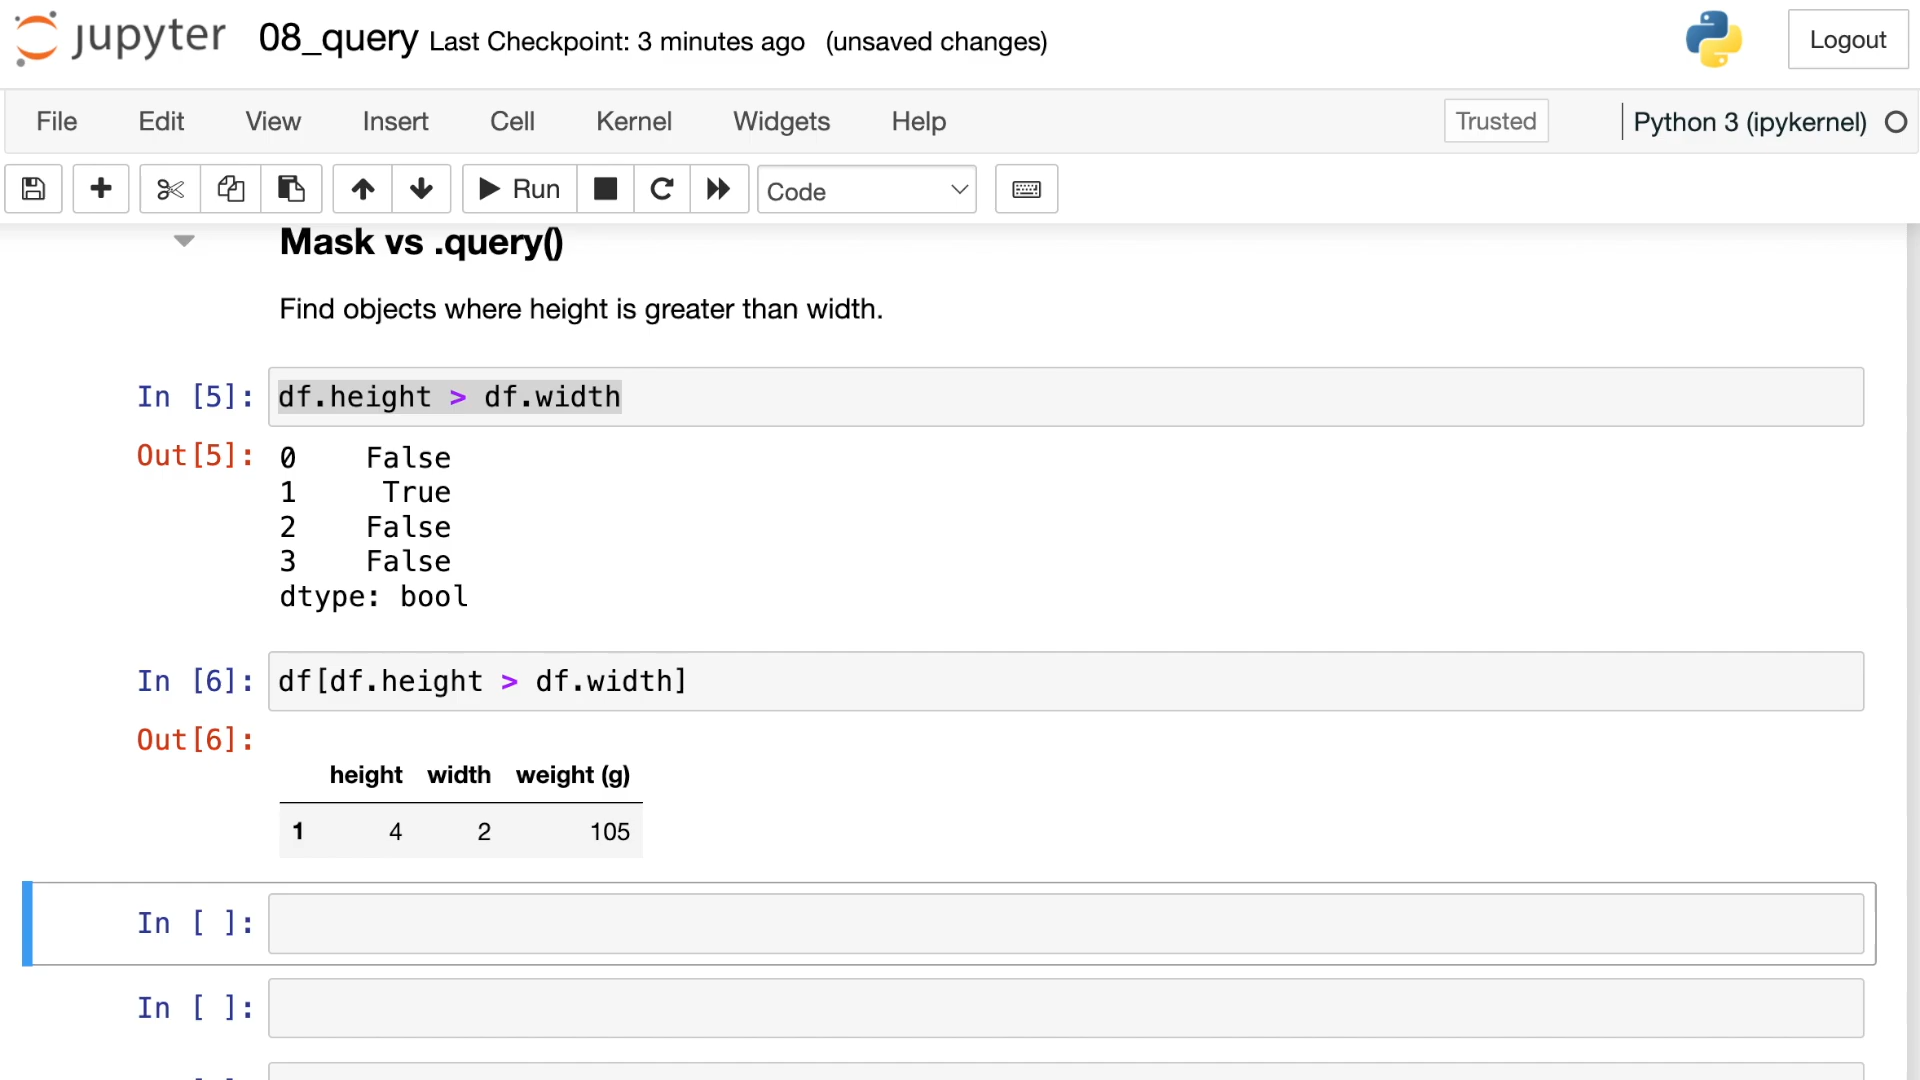 jupyter 08_query Last Checkpoint: 3 minutes ago (unsaved changes) Logout
File Edit View Insert Cell Kernel Widgets Help Trusted Python 3 (ipykernel)
Run Code
Mask vs .query()
Find objects where height is greater than width.
In [5]: df.height > df.width
Out[5]: 0 False
1 True
2 False
3 False
dtype: bool
In [6]: df[df.height > df.width]
Out[6]:
height width weight (g)
1 4 2 105
In [ ]:
In [ ]: